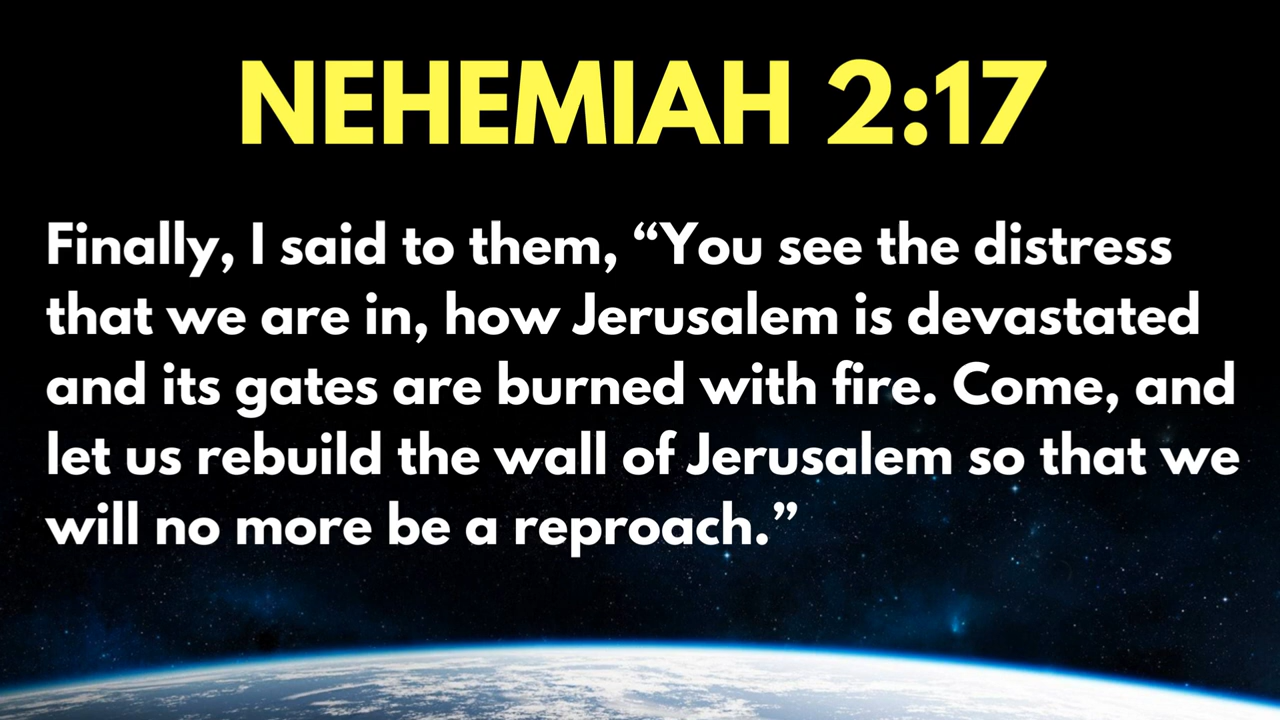 NEHEMIAH 2:17
Finally, I said to them, “You see the distress
that we are in, how Jerusalem is devastated
and its gates are burned with fire. Come, and
let us rebuild the wall of Jerusalem so that we
will no more be a reproach.”